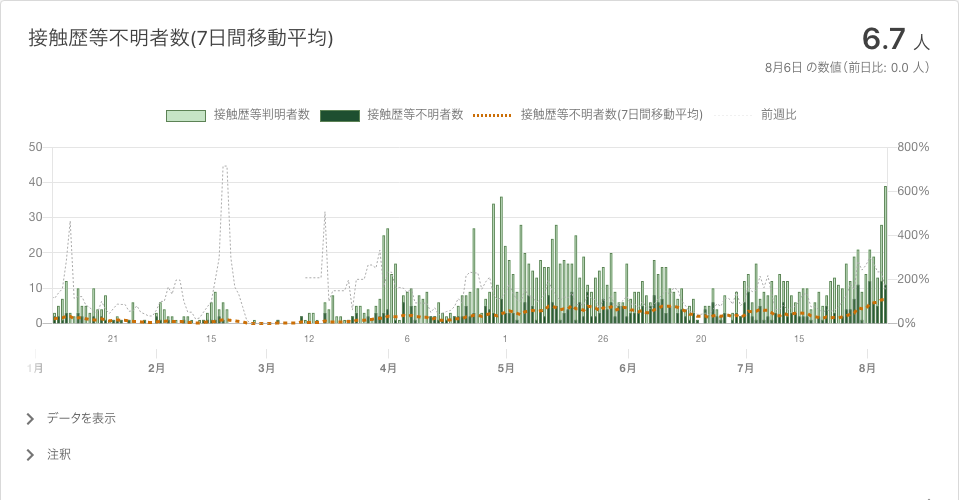 接触歴等不明者数(7日間移動平均)
6.7 人
8月6日 の数値(前日比: 0.0 人)
接触歴等判明者数 接触歴等不明者数 接触歴等不明者数(7日間移動平均) 前週比
50 800%
40 600%
30 400%
20
10 200%
0 0%
21 15 12 6 1 26 20 15
1月 2月 3月 4月 5月 6月 7月 8月
データを表示
注釈